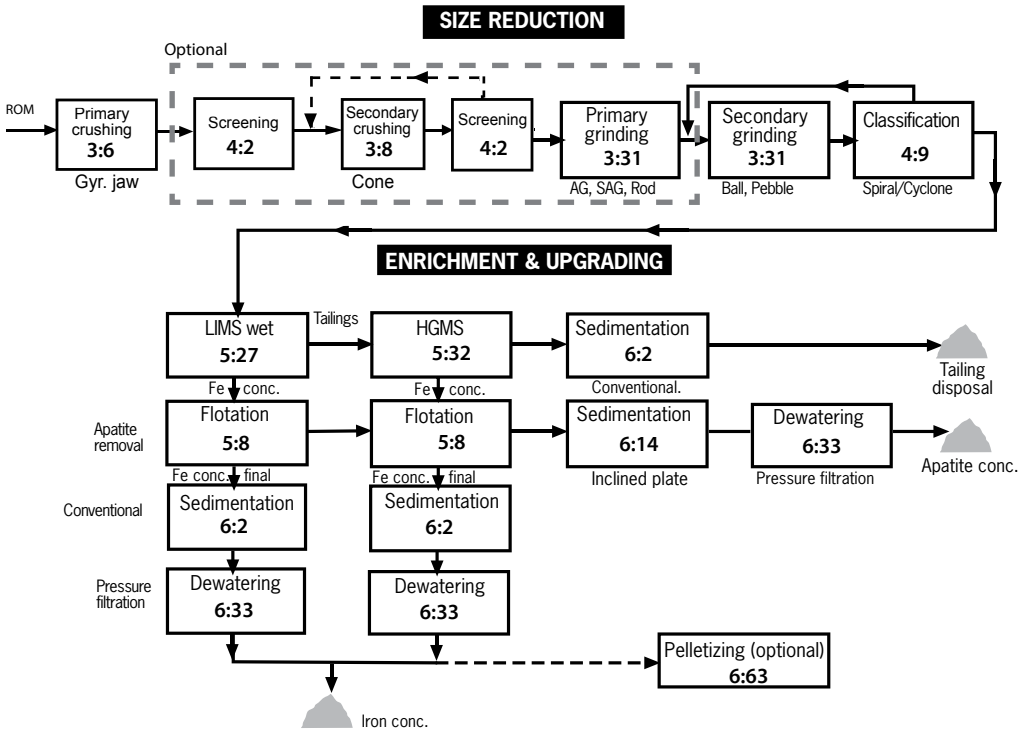 SIZE REDUCTION
Optional
ROM
Primary
crushing
3:6
Gyr. jaw
Screening
4:2
Secondary
crushing
3:8
Cone
Screening
4:2
Primary
grinding
3:31
AG, SAG, Rod
Secondary
grinding
3:31
Ball, Pebble
Classification
4:9
Spiral/Cyclone
ENRICHMENT & UPGRADING
LIMS wet
5:27
Tailings
HGMS
5:32
Sedimentation
6:2
Conventional.
Tailing
disposal
Fe conc.
Fe conc.
Apatite
removal
Flotation
5:8
Flotation
5:8
Sedimentation
6:14
Inclined plate
Dewatering
6:33
Pressure filtration
Apatite conc.
Fe conc. final
Fe conc. final
Conventional
Sedimentation
6:2
Sedimentation
6:2
Pressure
filtration
Dewatering
6:33
Dewatering
6:33
Pelletizing (optional)
6:63
Iron conc.